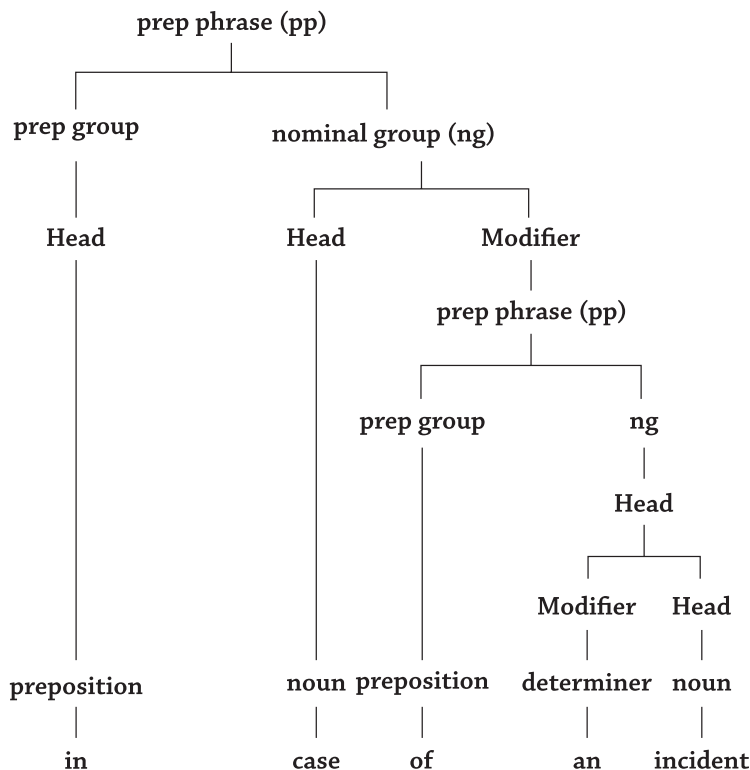 prep phrase (pp)
prep group nominal group (ng)
Head Head Modifier
prep phrase (pp)
prep group ng
Head
Modifier Head
preposition noun preposition determiner noun
in case of an incident